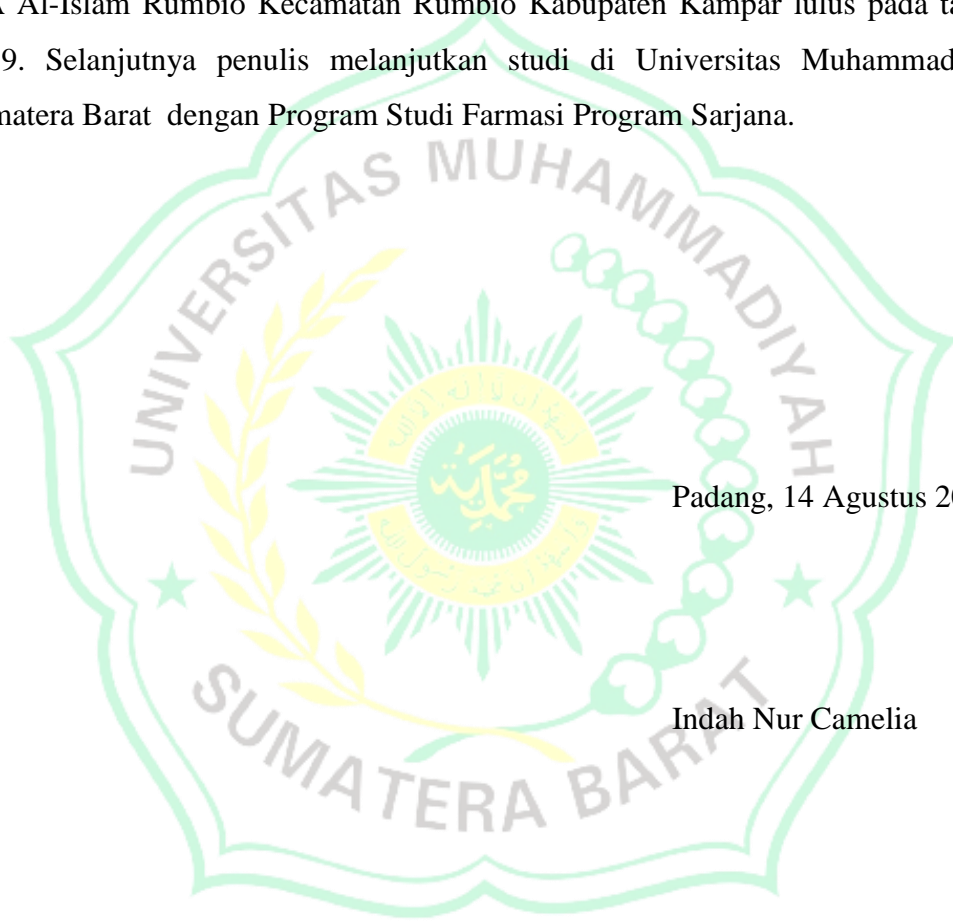 A Al-Islam Rumbio Kecamatan Rumbio Kabupaten Kampar lulus pada ta
9. Selanjutnya penulis melanjutkan studi di Universitas Muhammad
matera Barat dengan Program Studi Farmasi Program Sarjana.
UNIVERSITAS MUHAMMADIYAH
Padang, 14 Agustus 20
Indah Nur Camelia
SUMATERA BARAT